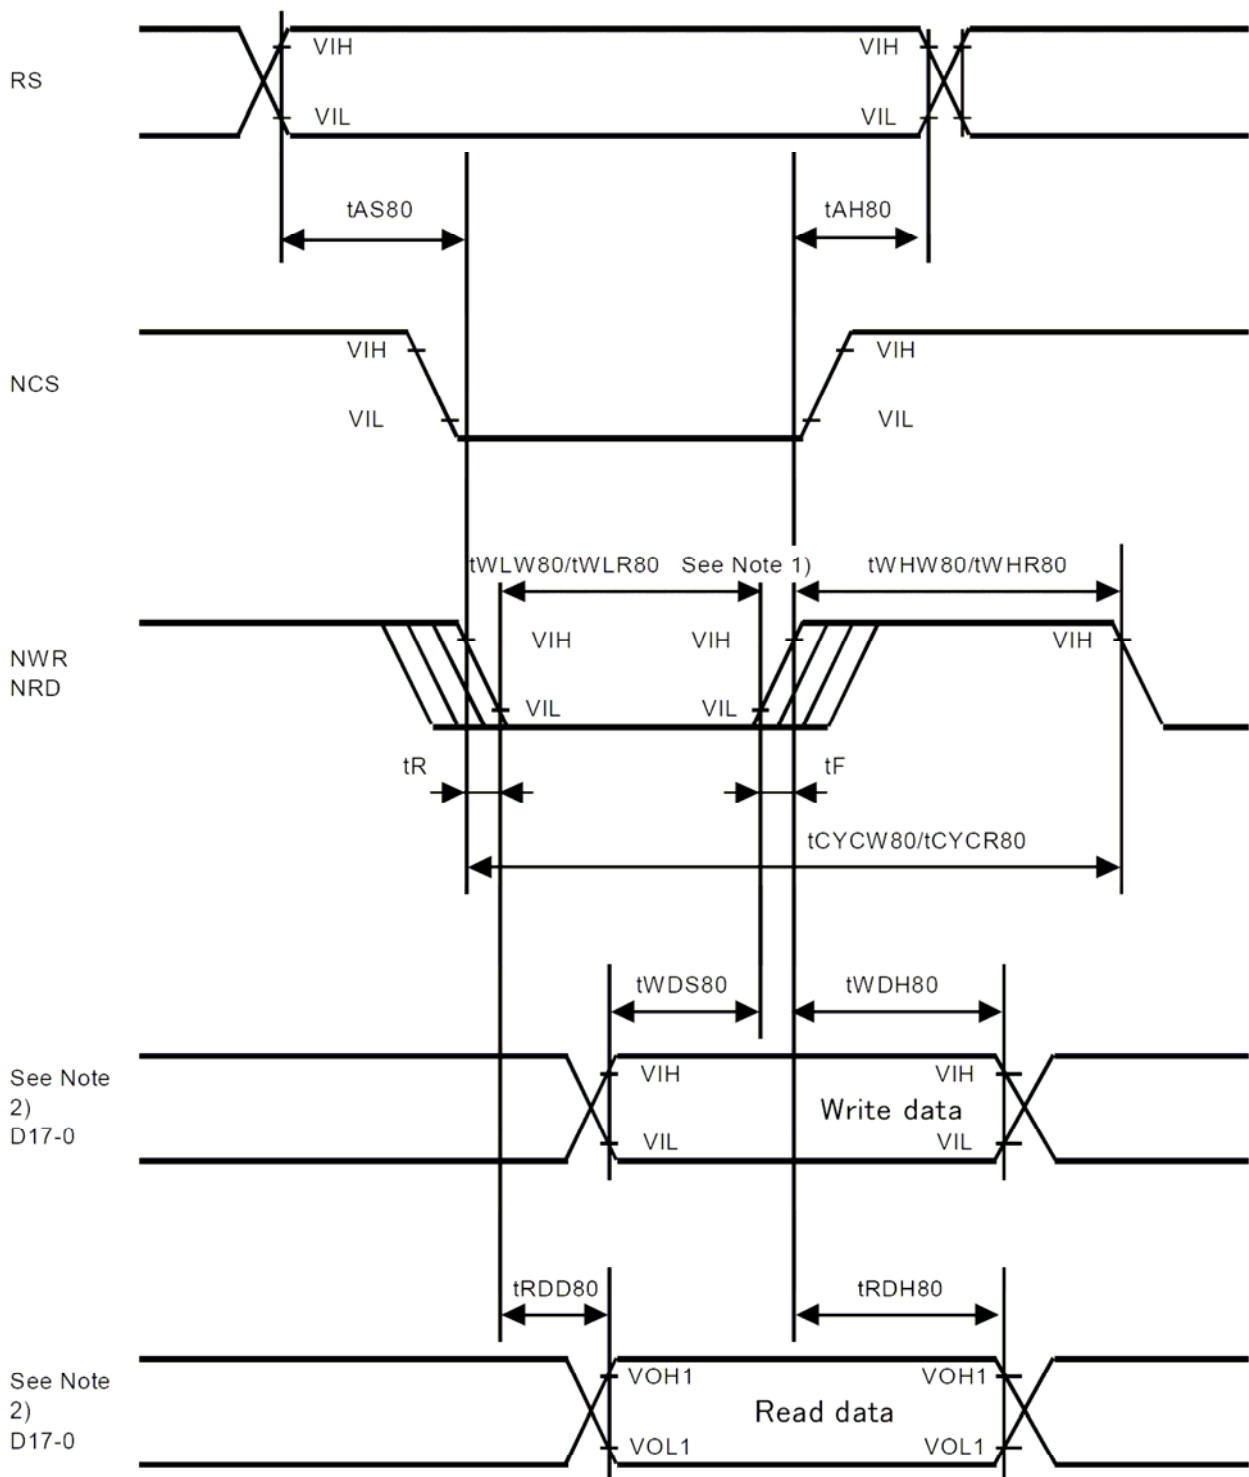 VIH VIH
RS
VIL VIL
tAS80 tAH80
VIH VIH
NCS
VIL VIL
tWLW80/tWLR80 See Note 1) tWHW80/tWHR80
VIH VIH VIH
NWR
NRD
VIL VIL
tR tF
tCYCW80/tCYCR80
tWDS80 tWDH80
See Note
2)
D17-0
VIH VIH
Write data
VIL VIL
tRDD80 tRDH80
See Note
2)
D17-0
VOH1 VOH1
Read data
VOL1 VOL1